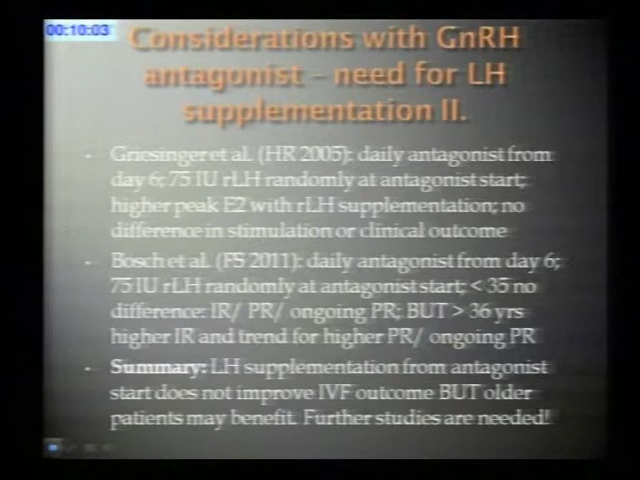 00:10:03
Considerations with GnRH
antagonist – need for LH
supplementation II.
- Griesinger et al. (HR 2005): daily antagonist from
day 6; 75 IU rLH randomly at antagonist start;
higher peak E2 with rLH supplementation; no
difference in stimulation or clinical outcome
- Bosch et al. (FS 2011): daily antagonist from day 6;
75 IU rLH randomly at antagonist start; < 35 no
difference: IR/ PR/ ongoing PR; BUT > 36 yrs
higher IR and trend for higher PR/ ongoing PR
- Summary: LH supplementation from antagonist
start does not improve IVF outcome BUT older
patients may benefit. Further studies are needed!